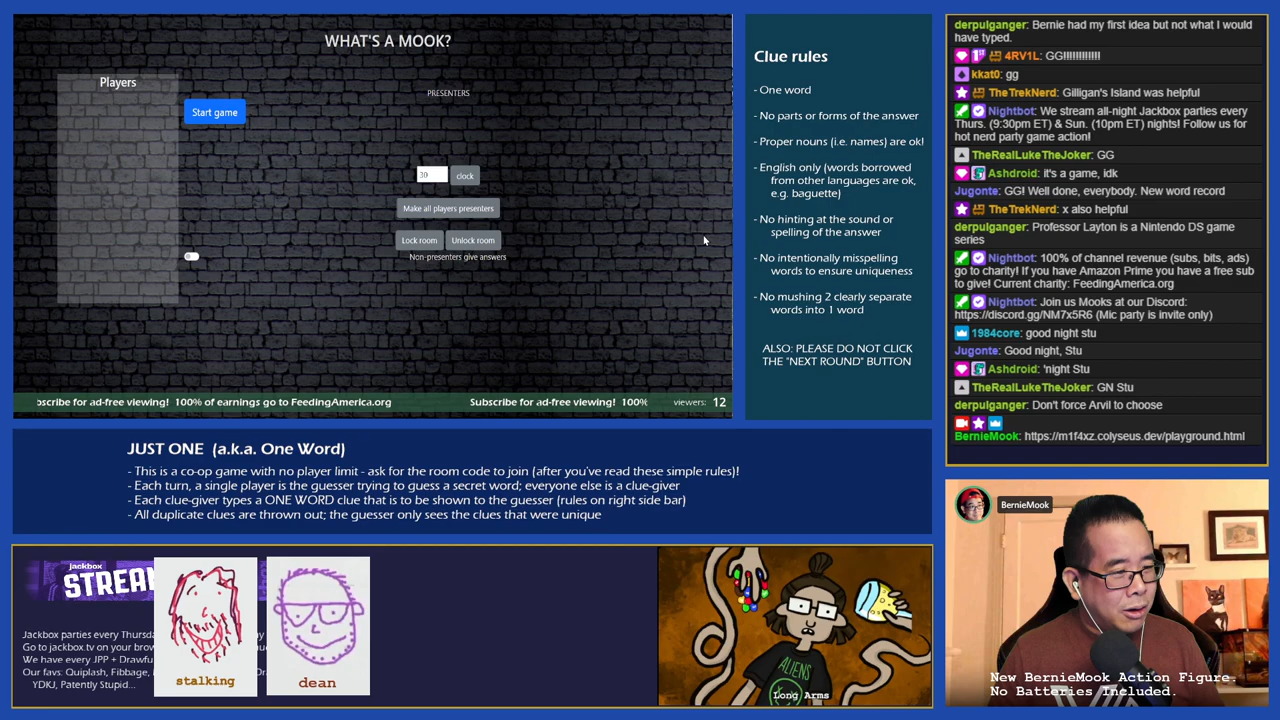 WHAT'S A MOOK?
Players
Start game
PRESENTERS
30
clock
Make all players presenters
Lock room
Unlock room
Non-presenters give answers
scribe for ad-free viewing! 100% of earnings go to FeedingAmerica.org
Subscribe for ad-free viewing! 100%
viewers: 12
Clue rules
- One word
- No parts or forms of the answer
- Proper nouns (i.e. names) are ok!
- English only (words borrowed
from other languages are ok,
e.g. baguette)
- No hinting at the sound or
spelling of the answer
- No intentionally misspelling
words to ensure uniqueness
- No mushing 2 clearly separate
words into 1 word
ALSO: PLEASE DO NOT CLICK
THE "NEXT ROUND" BUTTON
derpulganger: Bernie had my first idea but not what I would
have typed.
4RV1L: GG!!!!!!!!!!!!
kkat0: gg
TheTrekNerd: Gilligan's Island was helpful
Nightbot: We stream all-night Jackbox parties every
Thurs. (9:30pm ET) & Sun. (10pm ET) nights! Follow us for
hot nerd party game action!
TheRealLukeTheJoker: GG
Ashdroid: it's a game, idk
Jugonte: GG! Well done, everybody. New word record
TheTrekNerd: x also helpful
derpulganger: Professor Layton is a Nintendo DS game
series
Nightbot: 100% of channel revenue (subs, bits, ads)
go to charity! If you have Amazon Prime you have a free sub
to give! Current charity: FeedingAmerica.org
Nightbot: Join us Mooks at our Discord:
https://discord.gg/NM7x5R6 (Mic party is invite only)
1984core: good night stu
Jugonte: Good night, Stu
Ashdroid: 'night Stu
TheRealLukeTheJoker: GN Stu
derpulganger: Don't force Arvil to choose
BernieMook: https://m1f4xz.colyseus.dev/playground.html
JUST ONE (a.k.a. One Word)
- This is a co-op game with no player limit - ask for the room code to join (after you've read these simple rules)!
- Each turn, a single player is the guesser trying to guess a secret word; everyone else is a clue-giver
- Each clue-giver types a ONE WORD clue that is to be shown to the guesser (rules on right side bar)
- All duplicate clues are thrown out; the guesser only sees the clues that were unique
jackbox
STREA
Jackbox parties every Thursda
Go to jackbox.tv on your brow
We have every JPP + Drawfu
Our favs: Quiplash, Fibbage,
YDKJ, Patently Stupid...
stalking
dean
ALIENS
Long Arms
BernieMook
New BernieMook Action Figure.
No Batteries Included.